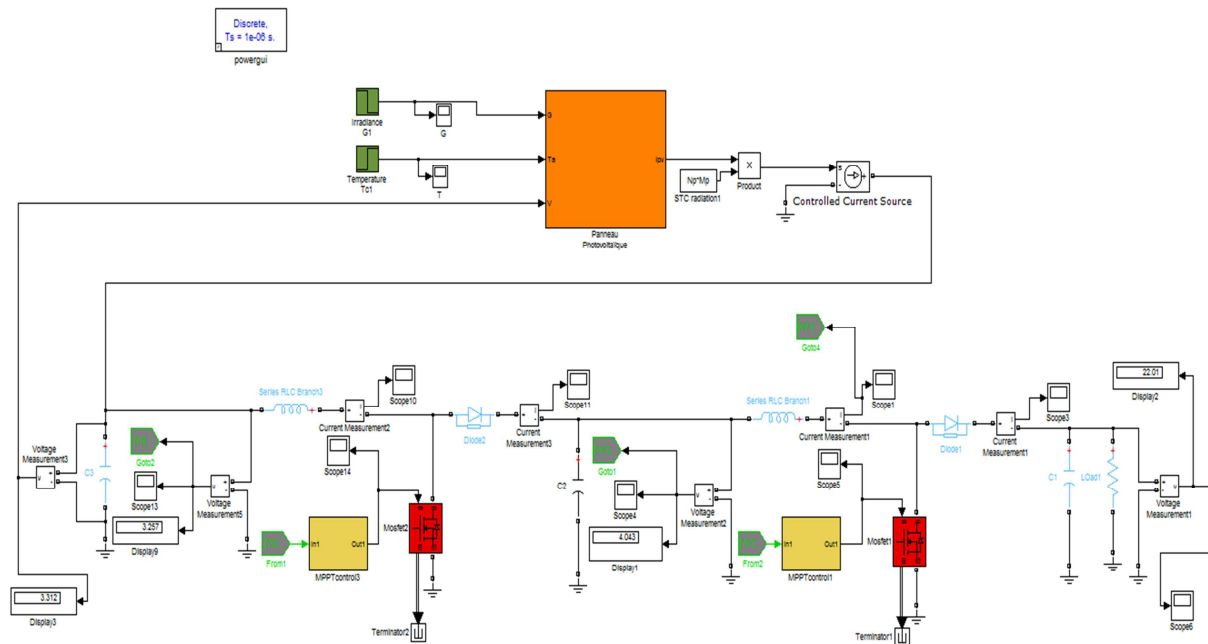 Discrete,
Ts = 1e-06 s.
powergui
Irradiance
G1
G
Temperature
Tc1
T
G
Ts
V
Ipv
Panneau
Photovoltaïque
Np*Mp
STC radiation1
X
Product
s
Controlled Current Source
Goto4
Series RLC Branch3
Scope10
Current Measurement2
Diode2
Scope11
Current
Measurement3
Series RLC Branch1
Scope1
Current Measurement1
Diode1
Scope3
Current
Measurement1
22.01
Display2
Voltage
Measurement3
v
C3
Goto2
Scope13
3.257
Display9
v
Voltage
Measurement5
Scope14
From1
In1
Out1
MPPTcontrol3
Mosfet2
Terminator2
C2
Goto1
Scope4
4.043
Display1
v
Voltage
Measurement2
Scope5
From2
In1
Out1
MPPTcontrol1
Mosfet1
Terminator1
C1
LOad1
v
Voltage
Measurement1
Scope6
3.312
Display3